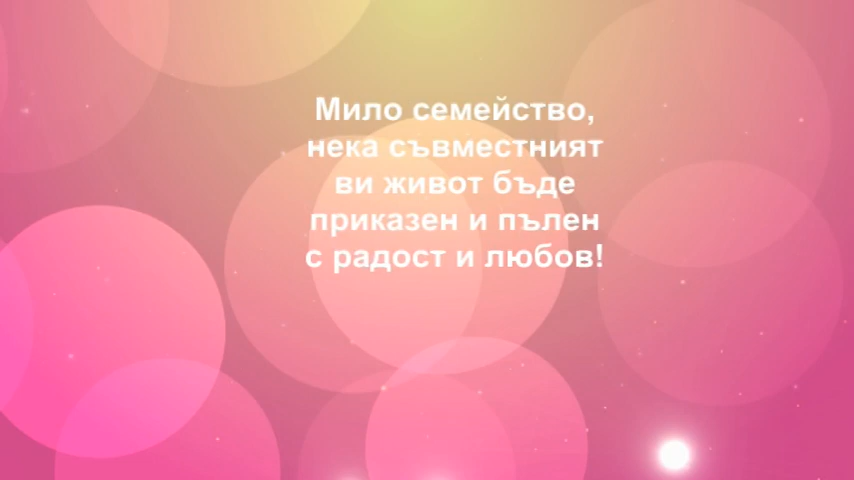 Мило семейство,
нека съвместният
ви живот бъде
приказен и пълен
с радост и любов!